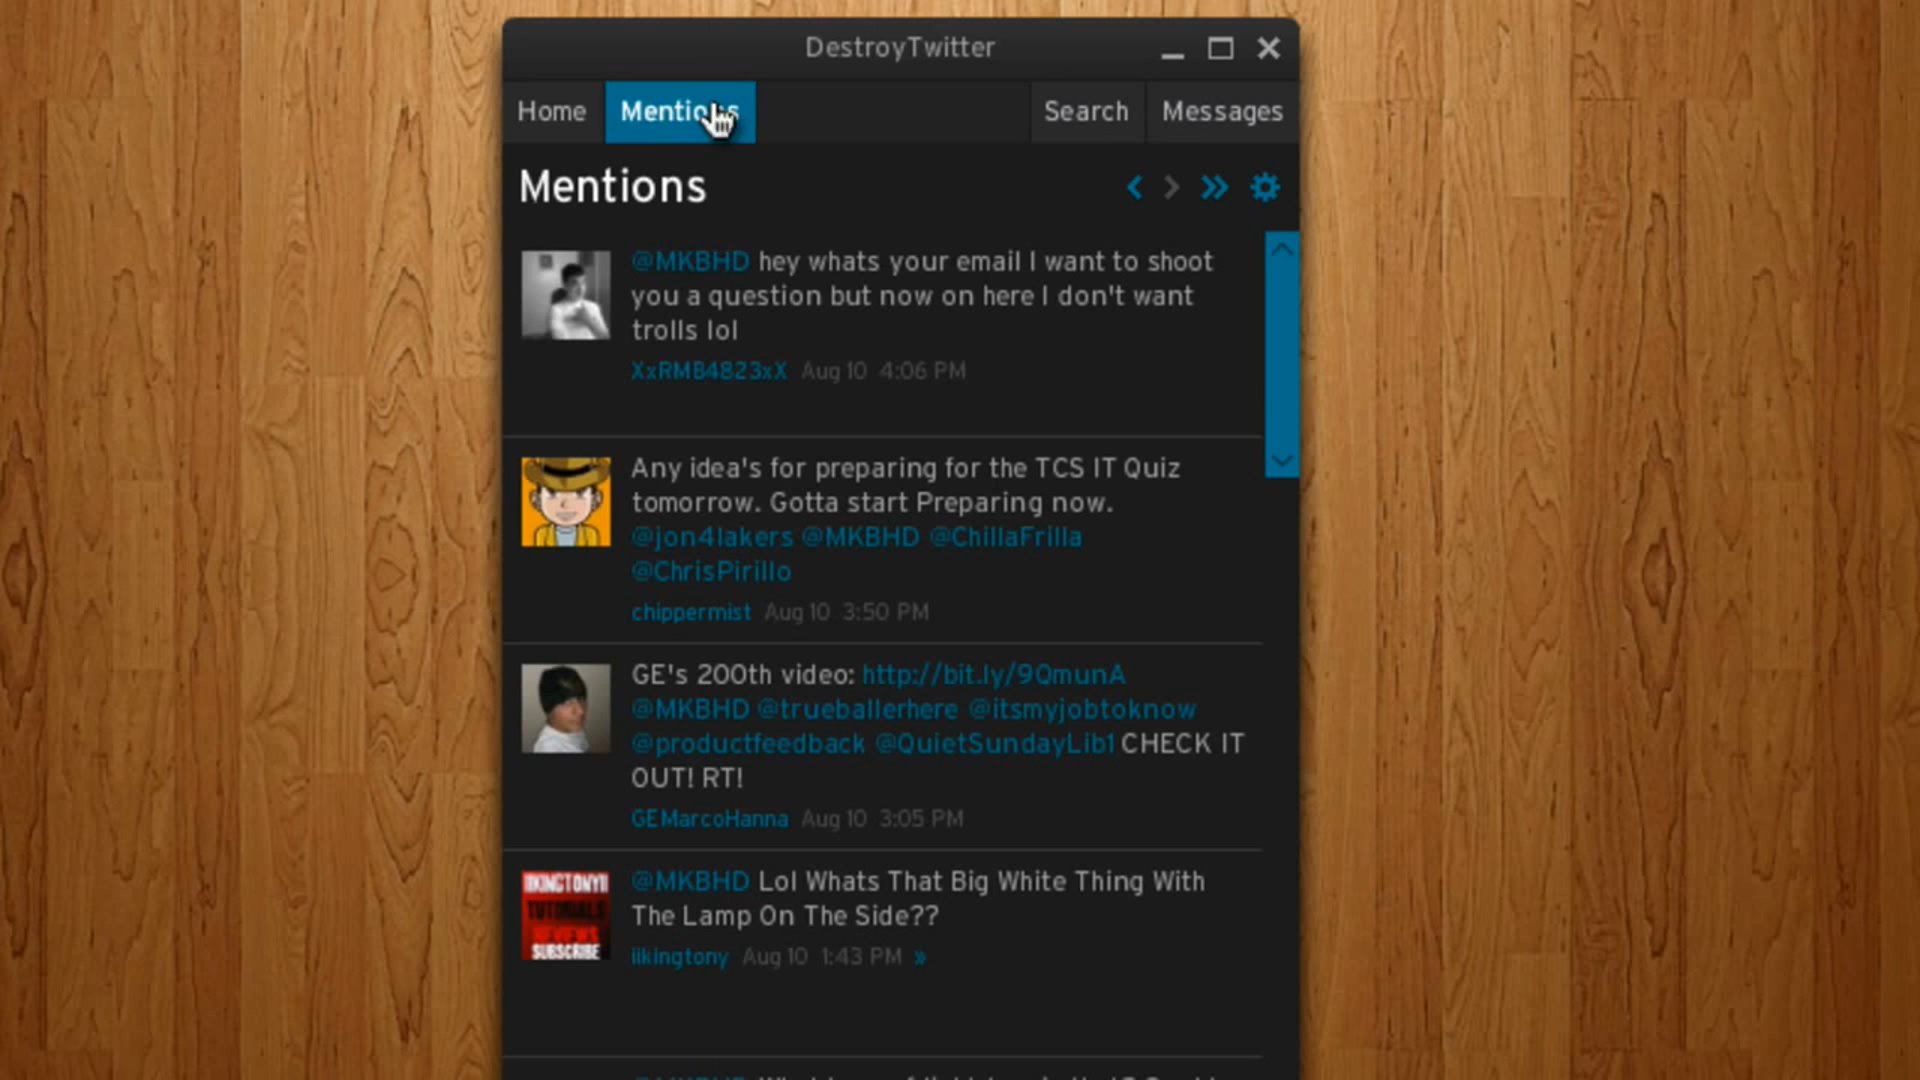 DestroyTwitter
Home Mentions Search Messages
Mentions
@MKBHD hey whats your email I want to shoot
you a question but now on here I don't want
trolls lol
XxRMB4823xX Aug 10 4:06 PM
Any idea's for preparing for the TCS IT Quiz
tomorrow. Gotta start Preparing now.
@jon4lakers @MKBHD @ChillaFrilla
@ChrisPirillo
chippermist Aug 10 3:50 PM
GE's 200th video: http://bit.ly/9QmunA
@MKBHD @trueballerhere @itsmyjobtoknow
@productfeedback @QuietSundayLib1 CHECK IT
OUT! RT!
GEMarcoHanna Aug 10 3:05 PM
IIKINGTONYII
TUTORIALS
REVIEWS
SUBSCRIBE
@MKBHD Lol Whats That Big White Thing With
The Lamp On The Side??
iikingtony Aug 10 1:43 PM »